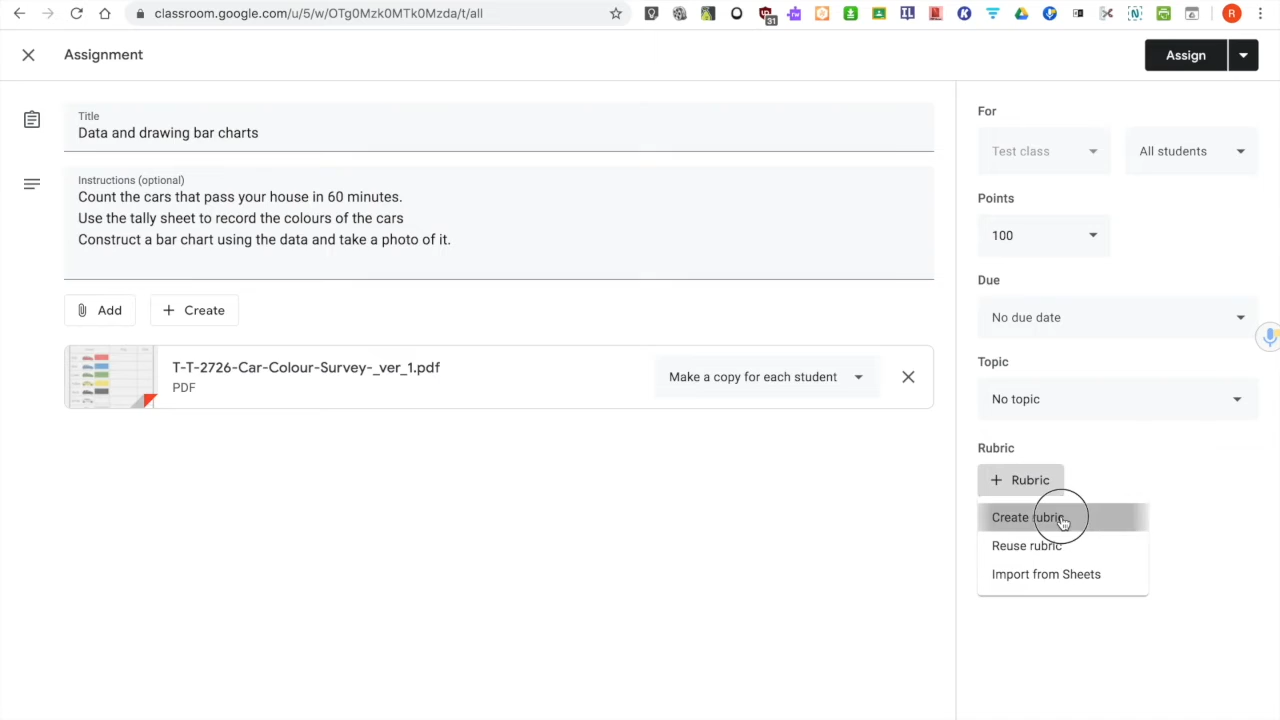 classroom.google.com/u/5/w/OTg0Mzk0MTk0Mzda/t/all
31
R
Assignment
Assign
Title
Data and drawing bar charts
Instructions (optional)
Count the cars that pass your house in 60 minutes.
Use the tally sheet to record the colours of the cars
Construct a bar chart using the data and take a photo of it.
Add
Create
T-T-2726-Car-Colour-Survey-_ver_1.pdf
PDF
Make a copy for each student
For
Test class
All students
Points
100
Due
No due date
Topic
No topic
Rubric
+ Rubric
Create rubric
Reuse rubric
Import from Sheets